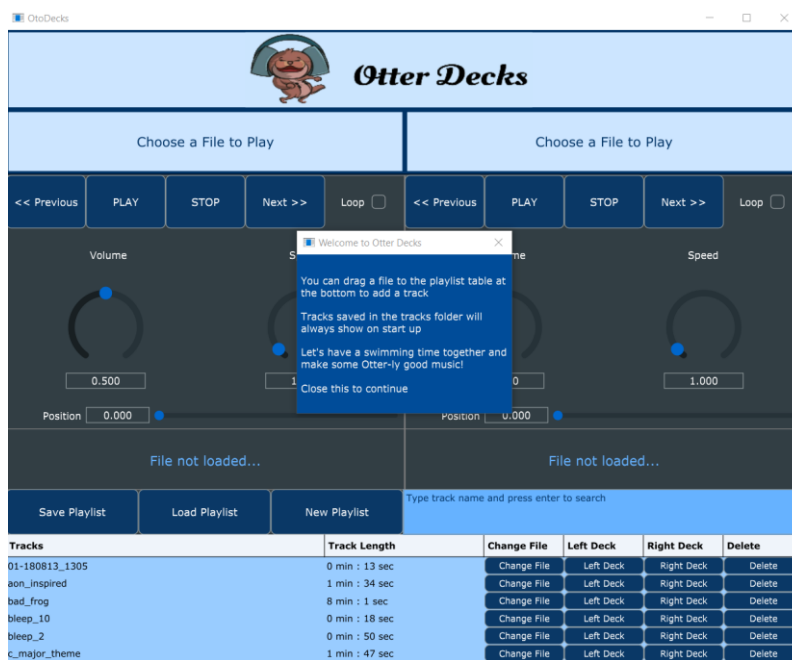 OtoDecks
Otter Decks
Choose a File to Play
Choose a File to Play
<< Previous PLAY STOP Next >> Loop << Previous PLAY STOP Next >> Loop
Welcome to Otter Decks
Volume Speed
You can drag a file to the playlist table at
the bottom to add a track
Tracks saved in the tracks folder will
always show on start up
Let's have a swimming time together and
make some Otter-ly good music!
Close this to continue
0.500 1.000
Position 0.000 Position 0.000
File not loaded...
File not loaded...
Save Playlist Load Playlist New Playlist Type track name and press enter to search
Tracks Track Length Change File Left Deck Right Deck Delete
01-180813_1305 0 min : 13 sec Change File Left Deck Right Deck Delete
aon_inspired 1 min : 34 sec Change File Left Deck Right Deck Delete
bad_frog 8 min : 1 sec Change File Left Deck Right Deck Delete
bleep_10 0 min : 18 sec Change File Left Deck Right Deck Delete
bleep_2 0 min : 50 sec Change File Left Deck Right Deck Delete
c_major_theme 1 min : 47 sec Change File Left Deck Right Deck Delete